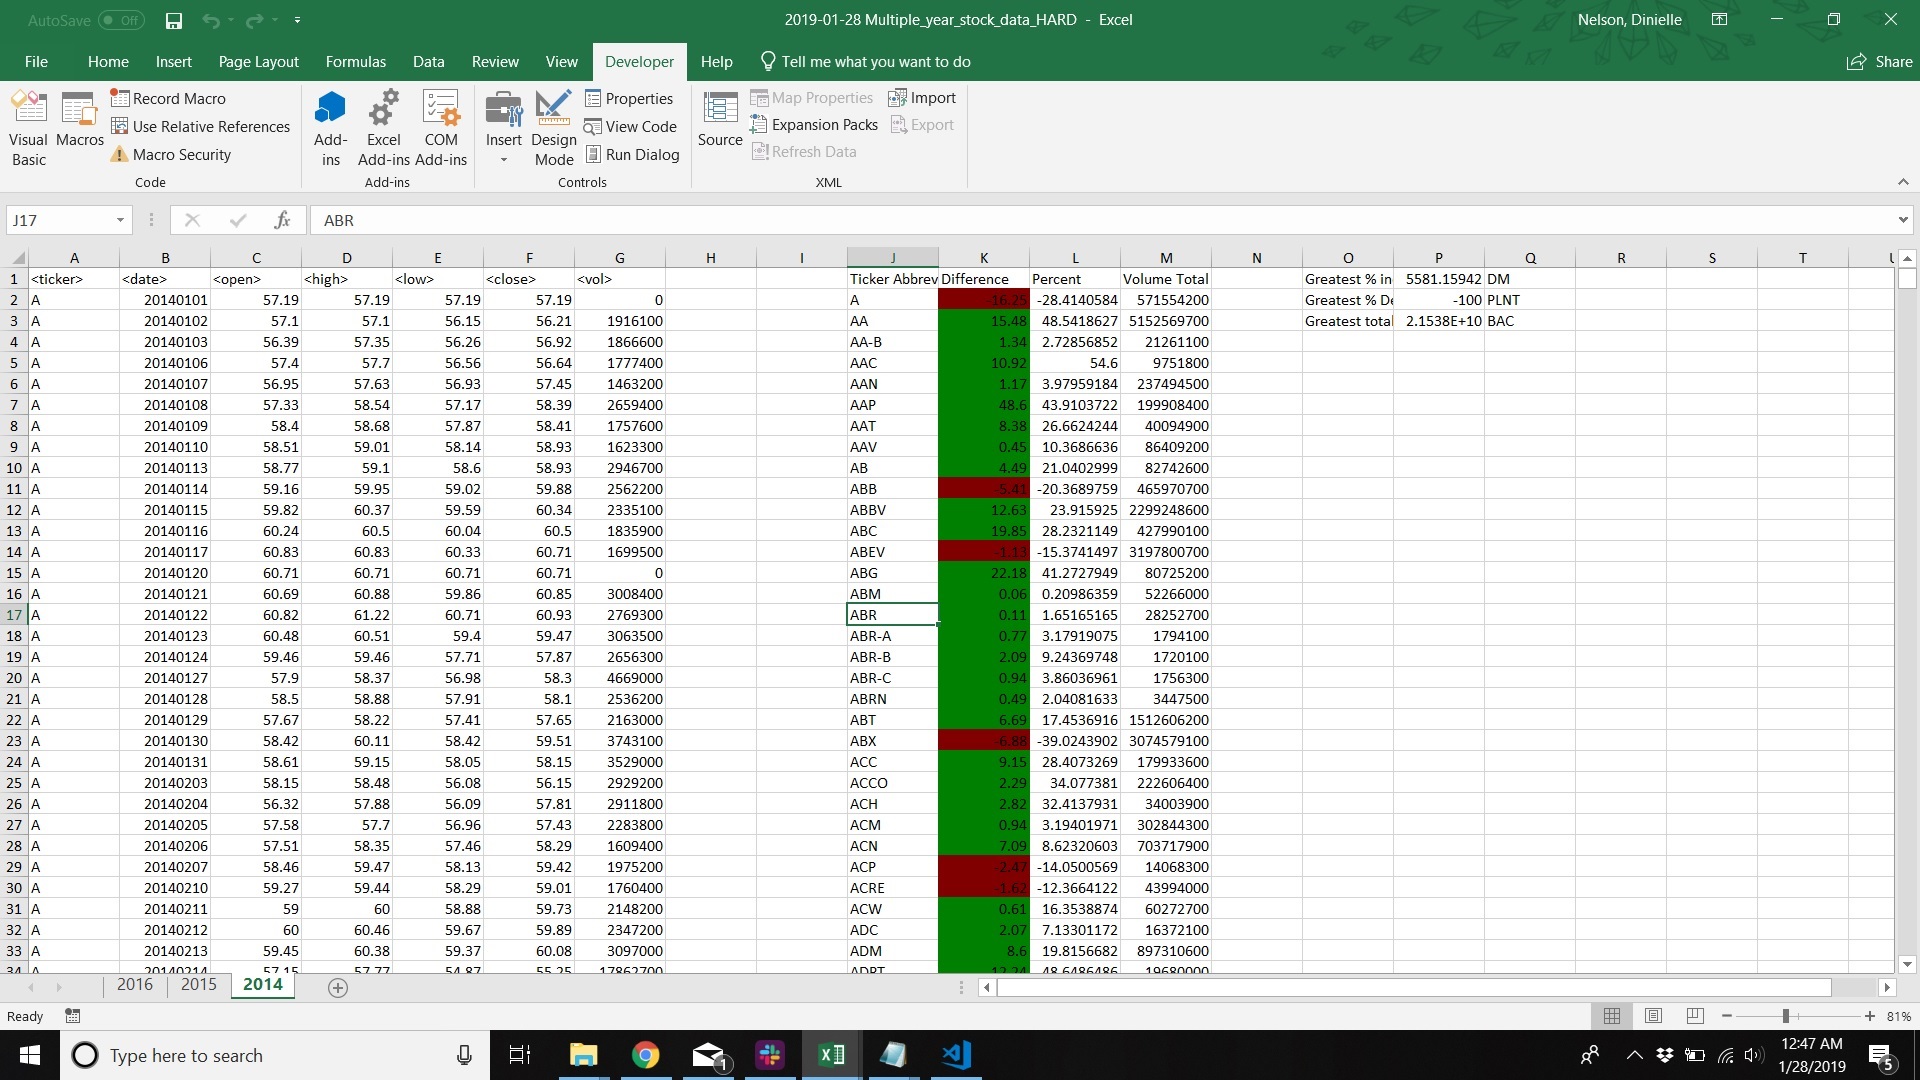 AutoSave Off 2019-01-28 Multiple_year_stock_data_HARD - Excel Nelson, Dinielle
File Home Insert Page Layout Formulas Data Review View Developer Help Tell me what you want to do Share
Visual Basic
Macros
Record Macro
Use Relative References
Macro Security
Code
Add-ins
Excel Add-ins
COM Add-ins
Add-ins
Insert
Design Mode
Properties
View Code
Run Dialog
Controls
Source
Map Properties
Expansion Packs
Refresh Data
Import
Export
XML
J17 fx ABR
A B C D E F G H I J K L M N O P Q R S T
1 <ticker> <date> <open> <high> <low> <close> <vol> Ticker Abbrev Difference Percent Volume Total Greatest % in 5581.15942 DM
2 A 20140101 57.19 57.19 57.19 57.19 0 A -16.25 -28.4140584 571554200 Greatest % De -100 PLNT
3 A 20140102 57.1 57.1 56.15 56.21 1916100 AA 15.48 48.5418627 5152569700 Greatest total 2.1538E+10 BAC
4 A 20140103 56.39 57.35 56.26 56.92 1866600 AA-B 1.34 2.72856852 21261100
5 A 20140106 57.4 57.7 56.56 56.64 1777400 AAC 10.92 54.6 9751800
6 A 20140107 56.95 57.63 56.93 57.45 1463200 AAN 1.17 3.97959184 237494500
7 A 20140108 57.33 58.54 57.17 58.39 2659400 AAP 48.6 43.9103722 199908400
8 A 20140109 58.4 58.68 57.87 58.41 1757600 AAT 8.38 26.6624244 40094900
9 A 20140110 58.51 59.01 58.14 58.93 1623300 AAV 0.45 10.3686636 86409200
10 A 20140113 58.77 59.1 58.6 58.93 2946700 AB 4.49 21.0402999 82742600
11 A 20140114 59.16 59.95 59.02 59.88 2562200 ABB -5.41 -20.3689759 465970700
12 A 20140115 59.82 60.37 59.59 60.34 2335100 ABBV 12.63 23.915925 2299248600
13 A 20140116 60.24 60.5 60.04 60.5 1835900 ABC 19.85 28.2321149 427990100
14 A 20140117 60.83 60.83 60.33 60.71 1699500 ABEV -1.13 -15.3741497 3197800700
15 A 20140120 60.71 60.71 60.71 60.71 0 ABG 22.18 41.2727949 80725200
16 A 20140121 60.69 60.88 59.86 60.85 3008400 ABM 0.06 0.20986359 52266000
17 A 20140122 60.82 61.22 60.71 60.93 2769300 ABR 0.11 1.65165165 28252700
18 A 20140123 60.48 60.51 59.4 59.47 3063500 ABR-A 0.77 3.17919075 1794100
19 A 20140124 59.46 59.46 57.71 57.87 2656300 ABR-B 2.09 9.24369748 1720100
20 A 20140127 57.9 58.37 56.98 58.3 4669000 ABR-C 0.94 3.86036961 1756300
21 A 20140128 58.5 58.88 57.91 58.1 2536200 ABRN 0.49 2.04081633 3447500
22 A 20140129 57.67 58.22 57.41 57.65 2163000 ABT 6.69 17.4536916 1512606200
23 A 20140130 58.42 60.11 58.42 59.51 3743100 ABX -6.88 -39.0243902 3074579100
24 A 20140131 58.61 59.15 58.05 58.15 3529000 ACC 9.15 28.4073269 179933600
25 A 20140203 58.15 58.48 56.08 56.15 2929200 ACCO 2.29 34.077381 222606400
26 A 20140204 56.32 57.88 56.09 57.81 2911800 ACH 2.82 32.4137931 34003900
27 A 20140205 57.58 57.7 56.96 57.43 2283800 ACM 0.94 3.19401971 302844300
28 A 20140206 57.51 58.35 57.46 58.29 1609400 ACN 7.09 8.62320603 703717900
29 A 20140207 58.46 59.47 58.13 59.42 1975200 ACP -2.47 -14.0500569 14068300
30 A 20140210 59.27 59.44 58.29 59.01 1760400 ACRE -1.62 -12.3664122 43994000
31 A 20140211 59 60 58.88 59.73 2148200 ACW 0.61 16.3538874 60272700
32 A 20140212 60 60.46 59.67 59.89 2347200 ADC 2.07 7.13301172 16372100
33 A 20140213 59.45 60.38 59.37 60.08 3097000 ADM 8.6 19.8156682 897310600
34 A 20140214 57.15 57.77 54.87 55.25 17862700 ADPT 12.24 48.6486486 19680000
2016 2015 2014
Ready 81%
Type here to search 1 12:47 AM
1/28/2019 5